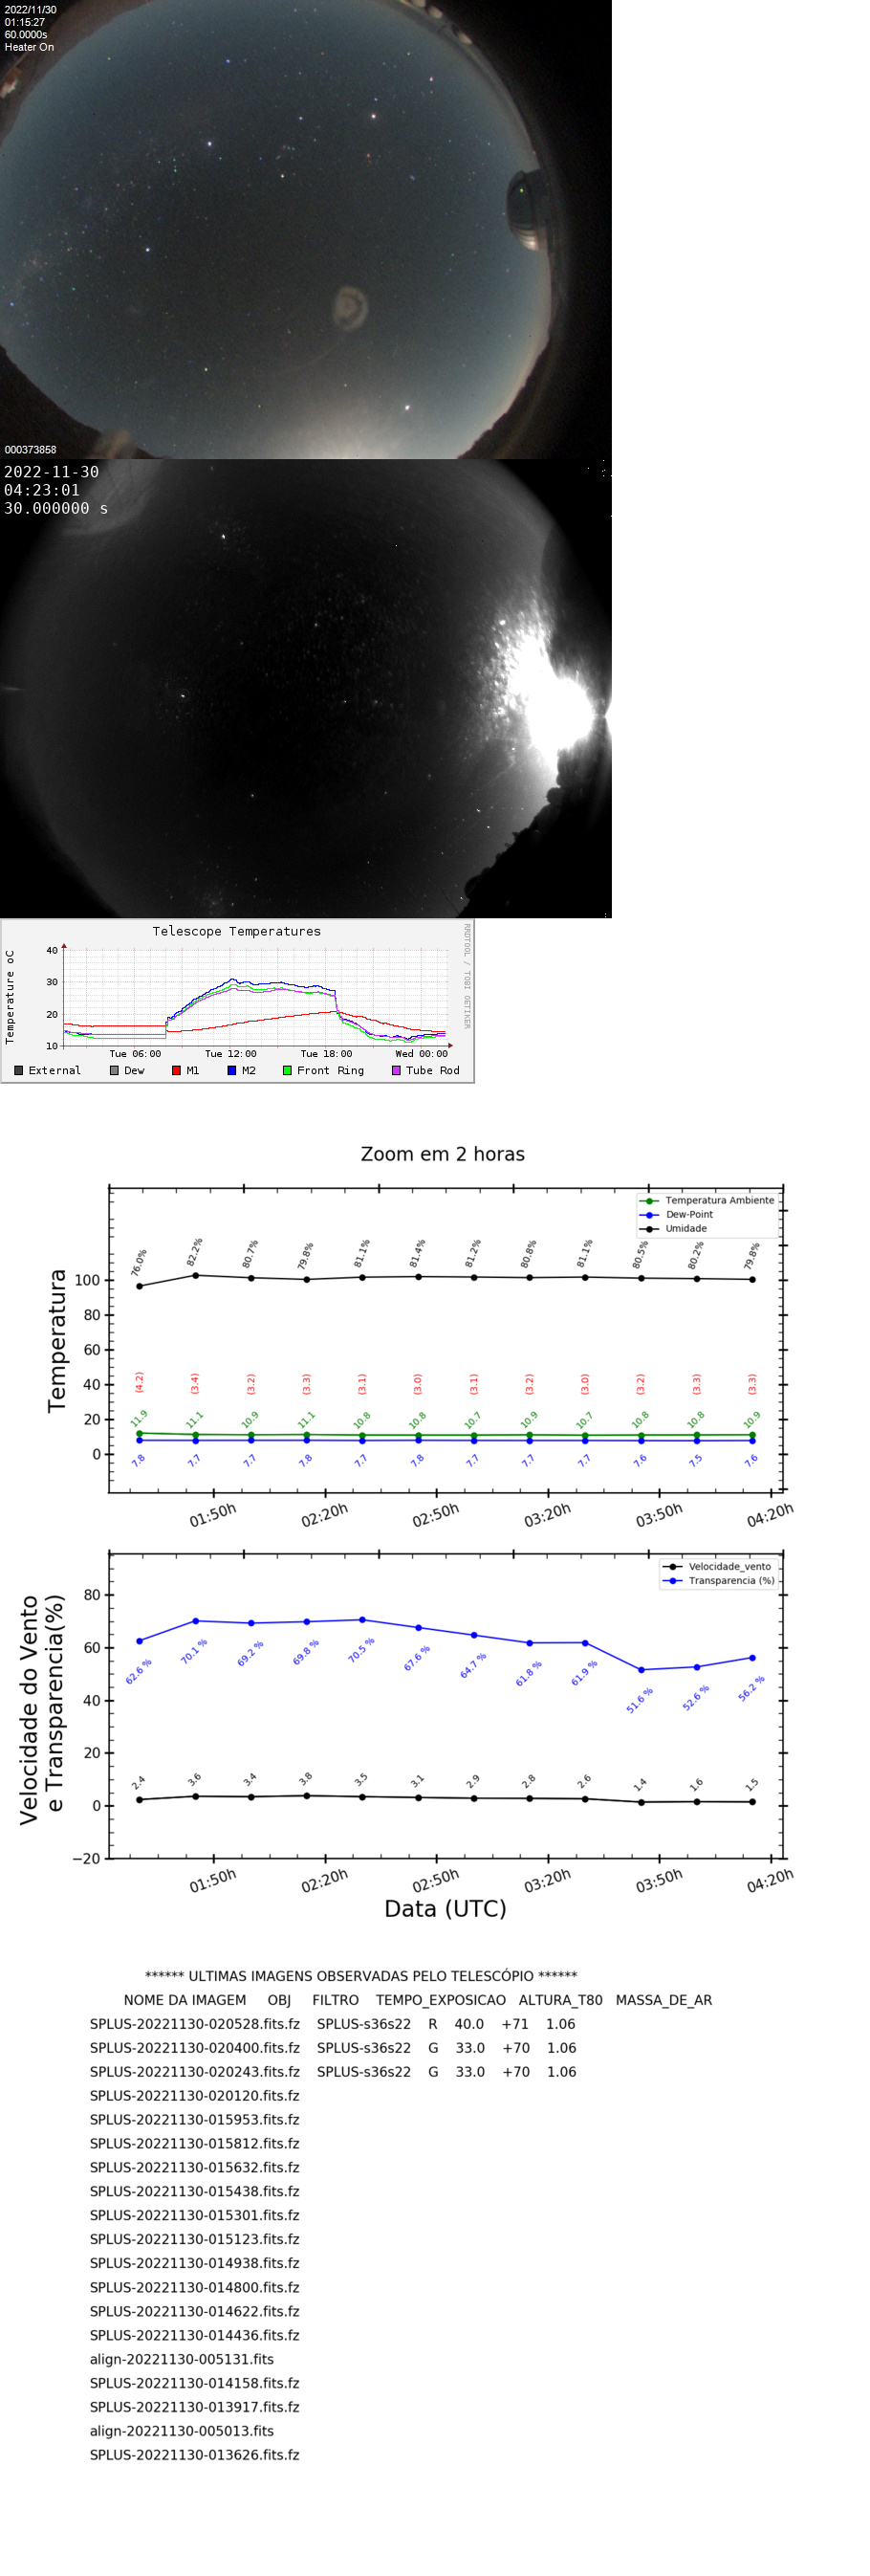 2022/11/30
01:15:27
60.0000s
Heater On
000373858
2022-11-30
04:23:01
30.000000 s
Telescope Temperatures
RRDTOOL / TOBI OETIKER
Temperature oC
40
30
20
10
Tue 06:00 Tue 12:00 Tue 18:00 Wed 00:00
External Dew M1 M2 Front Ring Tube Rod
Zoom em 2 horas
Temperatura Ambiente
Dew-Point
Umidade
Temperatura
76.0% 82.2% 80.7% 79.8% 81.1% 81.4% 81.2% 80.8% 81.1% 80.5% 80.2% 79.8%
100
80
60
40
20
0
(4.2) (3.4) (3.2) (3.3) (3.1) (3.0) (3.1) (3.2) (3.0) (3.2) (3.3) (3.3)
11.9 11.1 10.9 11.1 10.8 10.8 10.7 10.9 10.7 10.8 10.8 10.9
7.8 7.7 7.7 7.8 7.7 7.8 7.7 7.7 7.7 7.6 7.5 7.6
01:50h 02:20h 02:50h 03:20h 03:50h 04:20h
Velocidade_vento
Transparencia (%)
Velocidade do Vento
e Transparencia(%)
80
60
40
20
0
−20
62.6 % 70.1 % 69.2 % 69.8 % 70.5 % 67.6 % 64.7 % 61.8 % 61.9 % 51.6 % 52.6 % 56.2 %
2.4 3.6 3.4 3.8 3.5 3.1 2.9 2.8 2.6 1.4 1.6 1.5
01:50h 02:20h 02:50h 03:20h 03:50h 04:20h
Data (UTC)
****** ULTIMAS IMAGENS OBSERVADAS PELO TELESCÓPIO ******
NOME DA IMAGEM OBJ FILTRO TEMPO_EXPOSICAO ALTURA_T80 MASSA_DE_AR
SPLUS-20221130-020528.fits.fz SPLUS-s36s22 R 40.0 +71 1.06
SPLUS-20221130-020400.fits.fz SPLUS-s36s22 G 33.0 +70 1.06
SPLUS-20221130-020243.fits.fz SPLUS-s36s22 G 33.0 +70 1.06
SPLUS-20221130-020120.fits.fz
SPLUS-20221130-015953.fits.fz
SPLUS-20221130-015812.fits.fz
SPLUS-20221130-015632.fits.fz
SPLUS-20221130-015438.fits.fz
SPLUS-20221130-015301.fits.fz
SPLUS-20221130-015123.fits.fz
SPLUS-20221130-014938.fits.fz
SPLUS-20221130-014800.fits.fz
SPLUS-20221130-014622.fits.fz
SPLUS-20221130-014436.fits.fz
align-20221130-005131.fits
SPLUS-20221130-014158.fits.fz
SPLUS-20221130-013917.fits.fz
align-20221130-005013.fits
SPLUS-20221130-013626.fits.fz